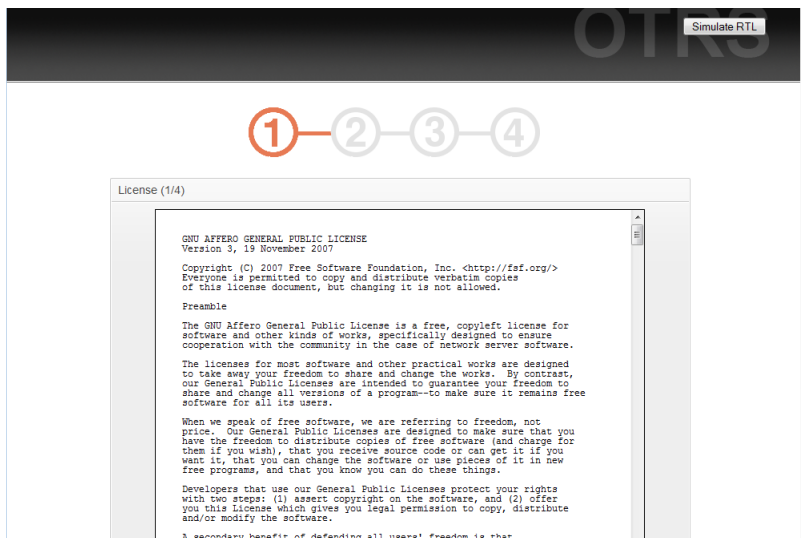 OTRS
Simulate RTL
1 2 3 4
License (1/4)
GNU AFFERO GENERAL PUBLIC LICENSE
Version 3, 19 November 2007
Copyright (C) 2007 Free Software Foundation, Inc. <http://fsf.org/>
Everyone is permitted to copy and distribute verbatim copies
of this license document, but changing it is not allowed.
Preamble
The GNU Affero General Public License is a free, copyleft license for
software and other kinds of works, specifically designed to ensure
cooperation with the community in the case of network server software.
The licenses for most software and other practical works are designed
to take away your freedom to share and change the works.  By contrast,
our General Public Licenses are intended to guarantee your freedom to
share and change all versions of a program--to make sure it remains free
software for all its users.
When we speak of free software, we are referring to freedom, not
price.  Our General Public Licenses are designed to make sure that you
have the freedom to distribute copies of free software (and charge for
them if you wish), that you receive source code or can get it if you
want it, that you can change the software or use pieces of it in new
free programs, and that you know you can do these things.
Developers that use our General Public Licenses protect your rights
with two steps: (1) assert copyright on the software, and (2) offer
you this License which gives you legal permission to copy, distribute
and/or modify the software.
A secondary benefit of defending all users' freedom is that